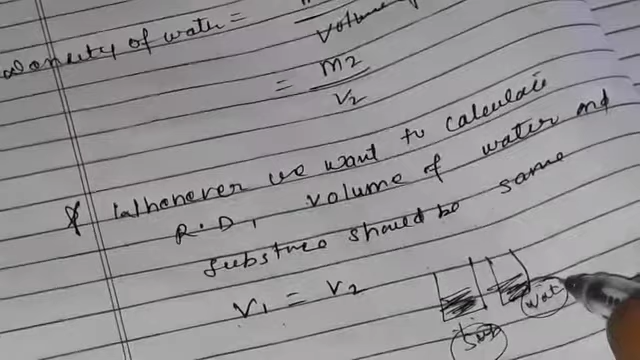 Density of water =
volume
= m2
v2
* Whenever we want to calculate
R.D, volume of water and
should be same
V1 = V2
sub
wat